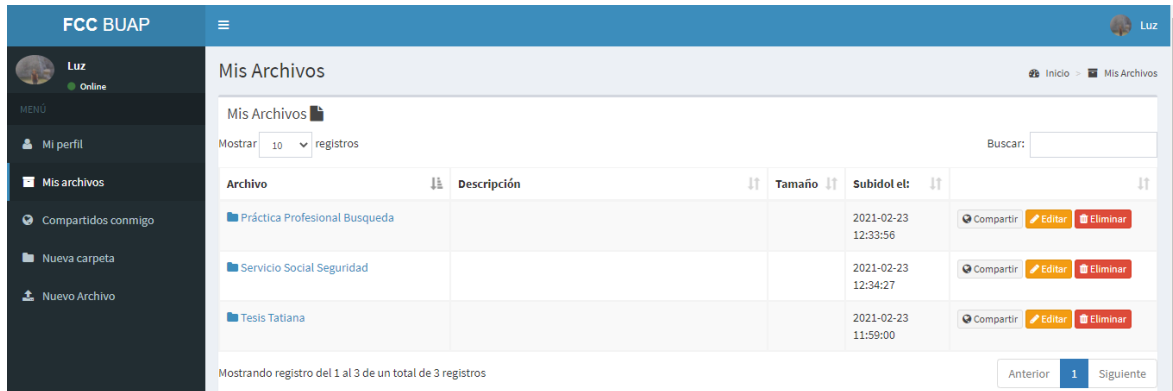 FCC BUAP
Luz
Luz
Online
MENÚ
Mi perfil
Mis archivos
Compartidos conmigo
Nueva carpeta
Nuevo Archivo
Mis Archivos
Inicio > Mis Archivos
Mis Archivos
Mostrar 10 registros
Buscar:
Archivo Descripción Tamaño Subidol el:
Práctica Profesional Busqueda 2021-02-23 Compartir Editar Eliminar
12:33:56
Servicio Social Seguridad 2021-02-23 Compartir Editar Eliminar
12:34:27
Tesis Tatiana 2021-02-23 Compartir Editar Eliminar
11:59:00
Mostrando registro del 1 al 3 de un total de 3 registros
Anterior 1 Siguiente